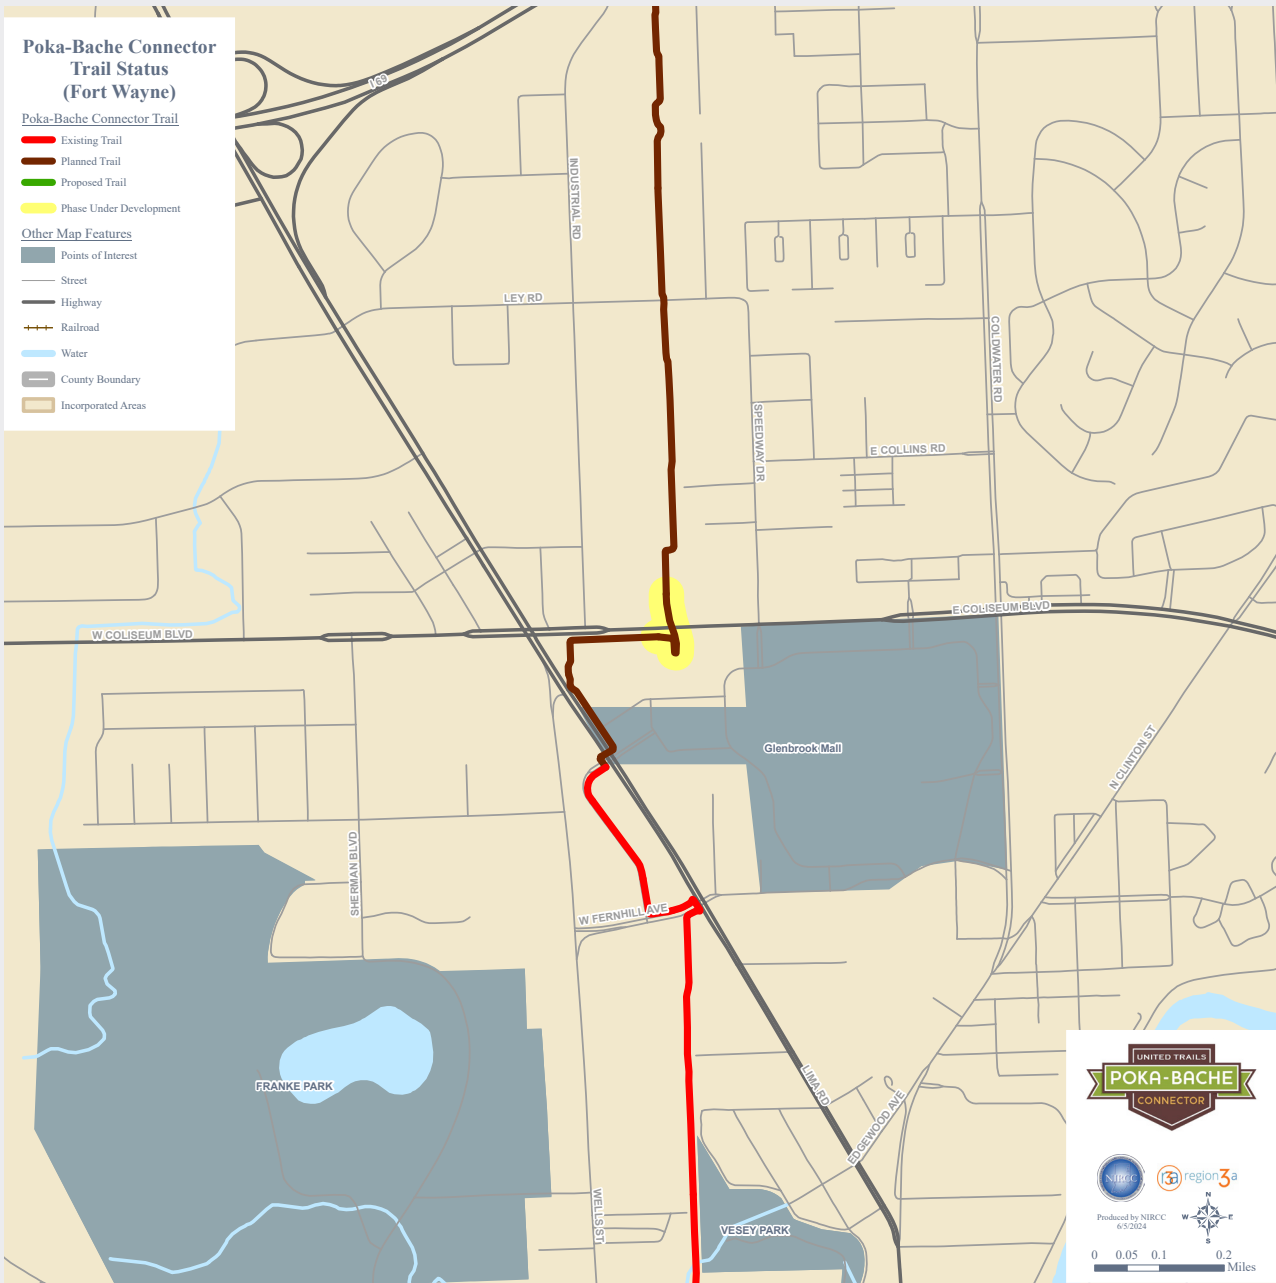 Poka-Bache Connector
Trail Status
(Fort Wayne)
Poka-Bache Connector Trail
Existing Trail
Planned Trail
Proposed Trail
Phase Under Development
Other Map Features
Points of Interest
Street
Highway
Railroad
Water
County Boundary
Incorporated Areas
I 69
INDUSTRIAL RD
LEY RD
COLDWATER RD
SPEEDWAY DR
E COLLINS RD
W COLISEUM BLVD
E COLISEUM BLVD
Glenbrook Mall
N CLINTON ST
SHERMAN BLVD
W FERNHILL AVE
FRANKE PARK
LIMA RD
EDGEWOOD AVE
WELLS ST
VESEY PARK
UNITED TRAILS
POKA-BACHE
CONNECTOR
NIRCC
3a region3a
Produced by NIRCC
6/5/2024
N
W E
S
0 0.05 0.1 0.2
Miles